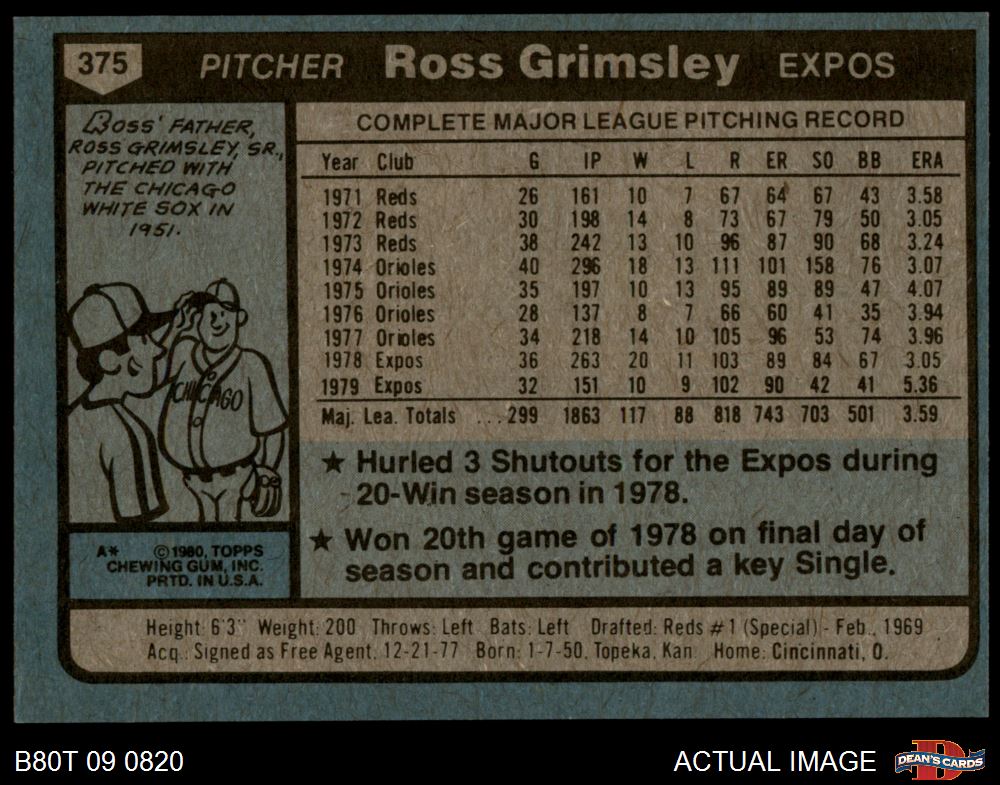 375 PITCHER Ross Grimsley EXPOS
ROSS' FATHER,
ROSS GRIMSLEY, SR.,
PITCHED WITH
THE CHICAGO
WHITE SOX IN
1951.
CHICAGO
A* ©1980, TOPPS
CHEWING GUM, INC.
PRTD. IN U.S.A.
COMPLETE MAJOR LEAGUE PITCHING RECORD
Year Club G IP W L R ER SO BB ERA
1971 Reds 26 161 10 7 67 64 67 43 3.58
1972 Reds 30 198 14 8 73 67 79 50 3.05
1973 Reds 38 242 13 10 96 87 90 68 3.24
1974 Orioles 40 296 18 13 111 101 158 76 3.07
1975 Orioles 35 197 10 13 95 89 89 47 4.07
1976 Orioles 28 137 8 7 66 60 41 35 3.94
1977 Orioles 34 218 14 10 105 96 53 74 3.96
1978 Expos 36 263 20 11 103 89 84 67 3.05
1979 Expos 32 151 10 9 102 90 42 41 5.36
Maj. Lea. Totals ...299 1863 117 88 818 743 703 501 3.59
★ Hurled 3 Shutouts for the Expos during
20-Win season in 1978.
★ Won 20th game of 1978 on final day of
season and contributed a key Single.
Height: 6'3" Weight: 200 Throws: Left Bats: Left Drafted: Reds #1 (Special) - Feb., 1969
Acq.: Signed as Free Agent, 12-21-77 Born: 1-7-50, Topeka, Kan. Home: Cincinnati, O.
B80T 09 0820 ACTUAL IMAGE DEAN'S CARDS